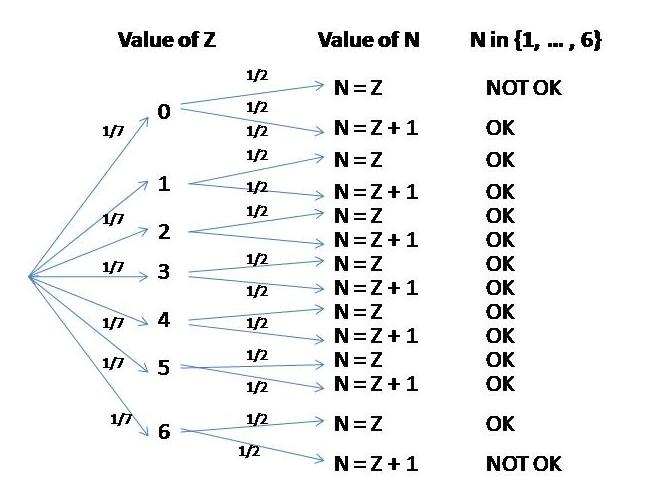 Value of Z Value of N N in {1, ... , 6}
1/2
N = Z NOT OK
0 1/2
1/7 1/2 N = Z + 1 OK
1/2 N = Z OK
1 1/2 N = Z + 1 OK
1/7 1/2 N = Z OK
2 N = Z + 1 OK
1/7 3 1/2 N = Z OK
1/2 N = Z + 1 OK
1/7 4 1/2 N = Z OK
N = Z + 1 OK
1/7 5 1/2 N = Z OK
1/2 N = Z + 1 OK
1/7 6 1/2 N = Z OK
1/2
N = Z + 1 NOT OK